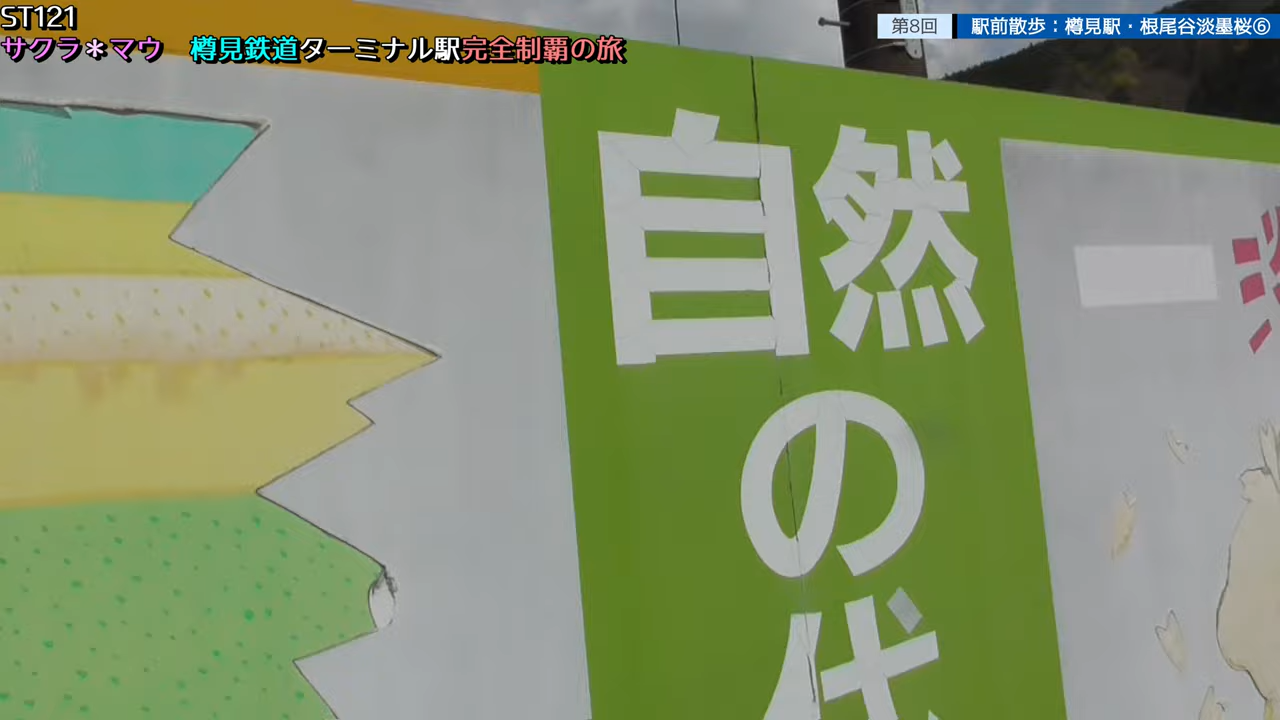 ST121
サクラ＊マウ 樽見鉄道ターミナル駅完全制覇の旅
第8回 駅前散歩：樽見駅・根尾谷淡墨桜⑥
自然
の
代